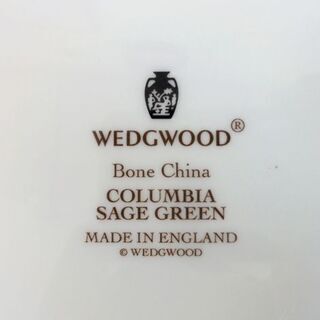 WEDGWOOD®
Bone China
COLUMBIA
SAGE GREEN
MADE IN ENGLAND
© WEDGWOOD